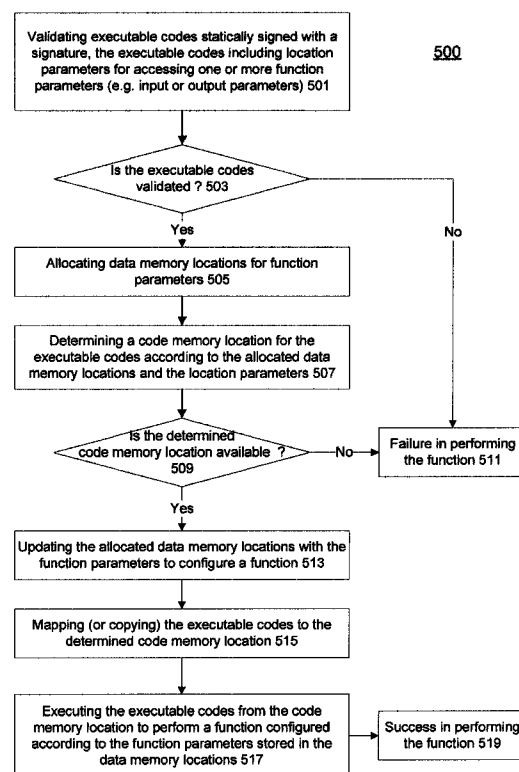 Validating executable codes statically signed with a
signature, the executable codes including location
parameters for accessing one or more function
parameters (e.g. input or output parameters) 501
500
Is the executable codes
validated ? 503
Yes
No
Allocating data memory locations for function
parameters 505
Determining a code memory location for the
executable codes according to the allocated data
memory locations and the location parameters 507
Is the determined
code memory location available ?
509
No
Failure in performing
the function 511
Yes
Updating the allocated data memory locations with the
function parameters to configure a function 513
Mapping (or copying) the executable codes to the
determined code memory location 515
Executing the executable codes from the code
memory location to perform a function configured
according to the function parameters stored in the
data memory locations 517
Success in performing
the function 519